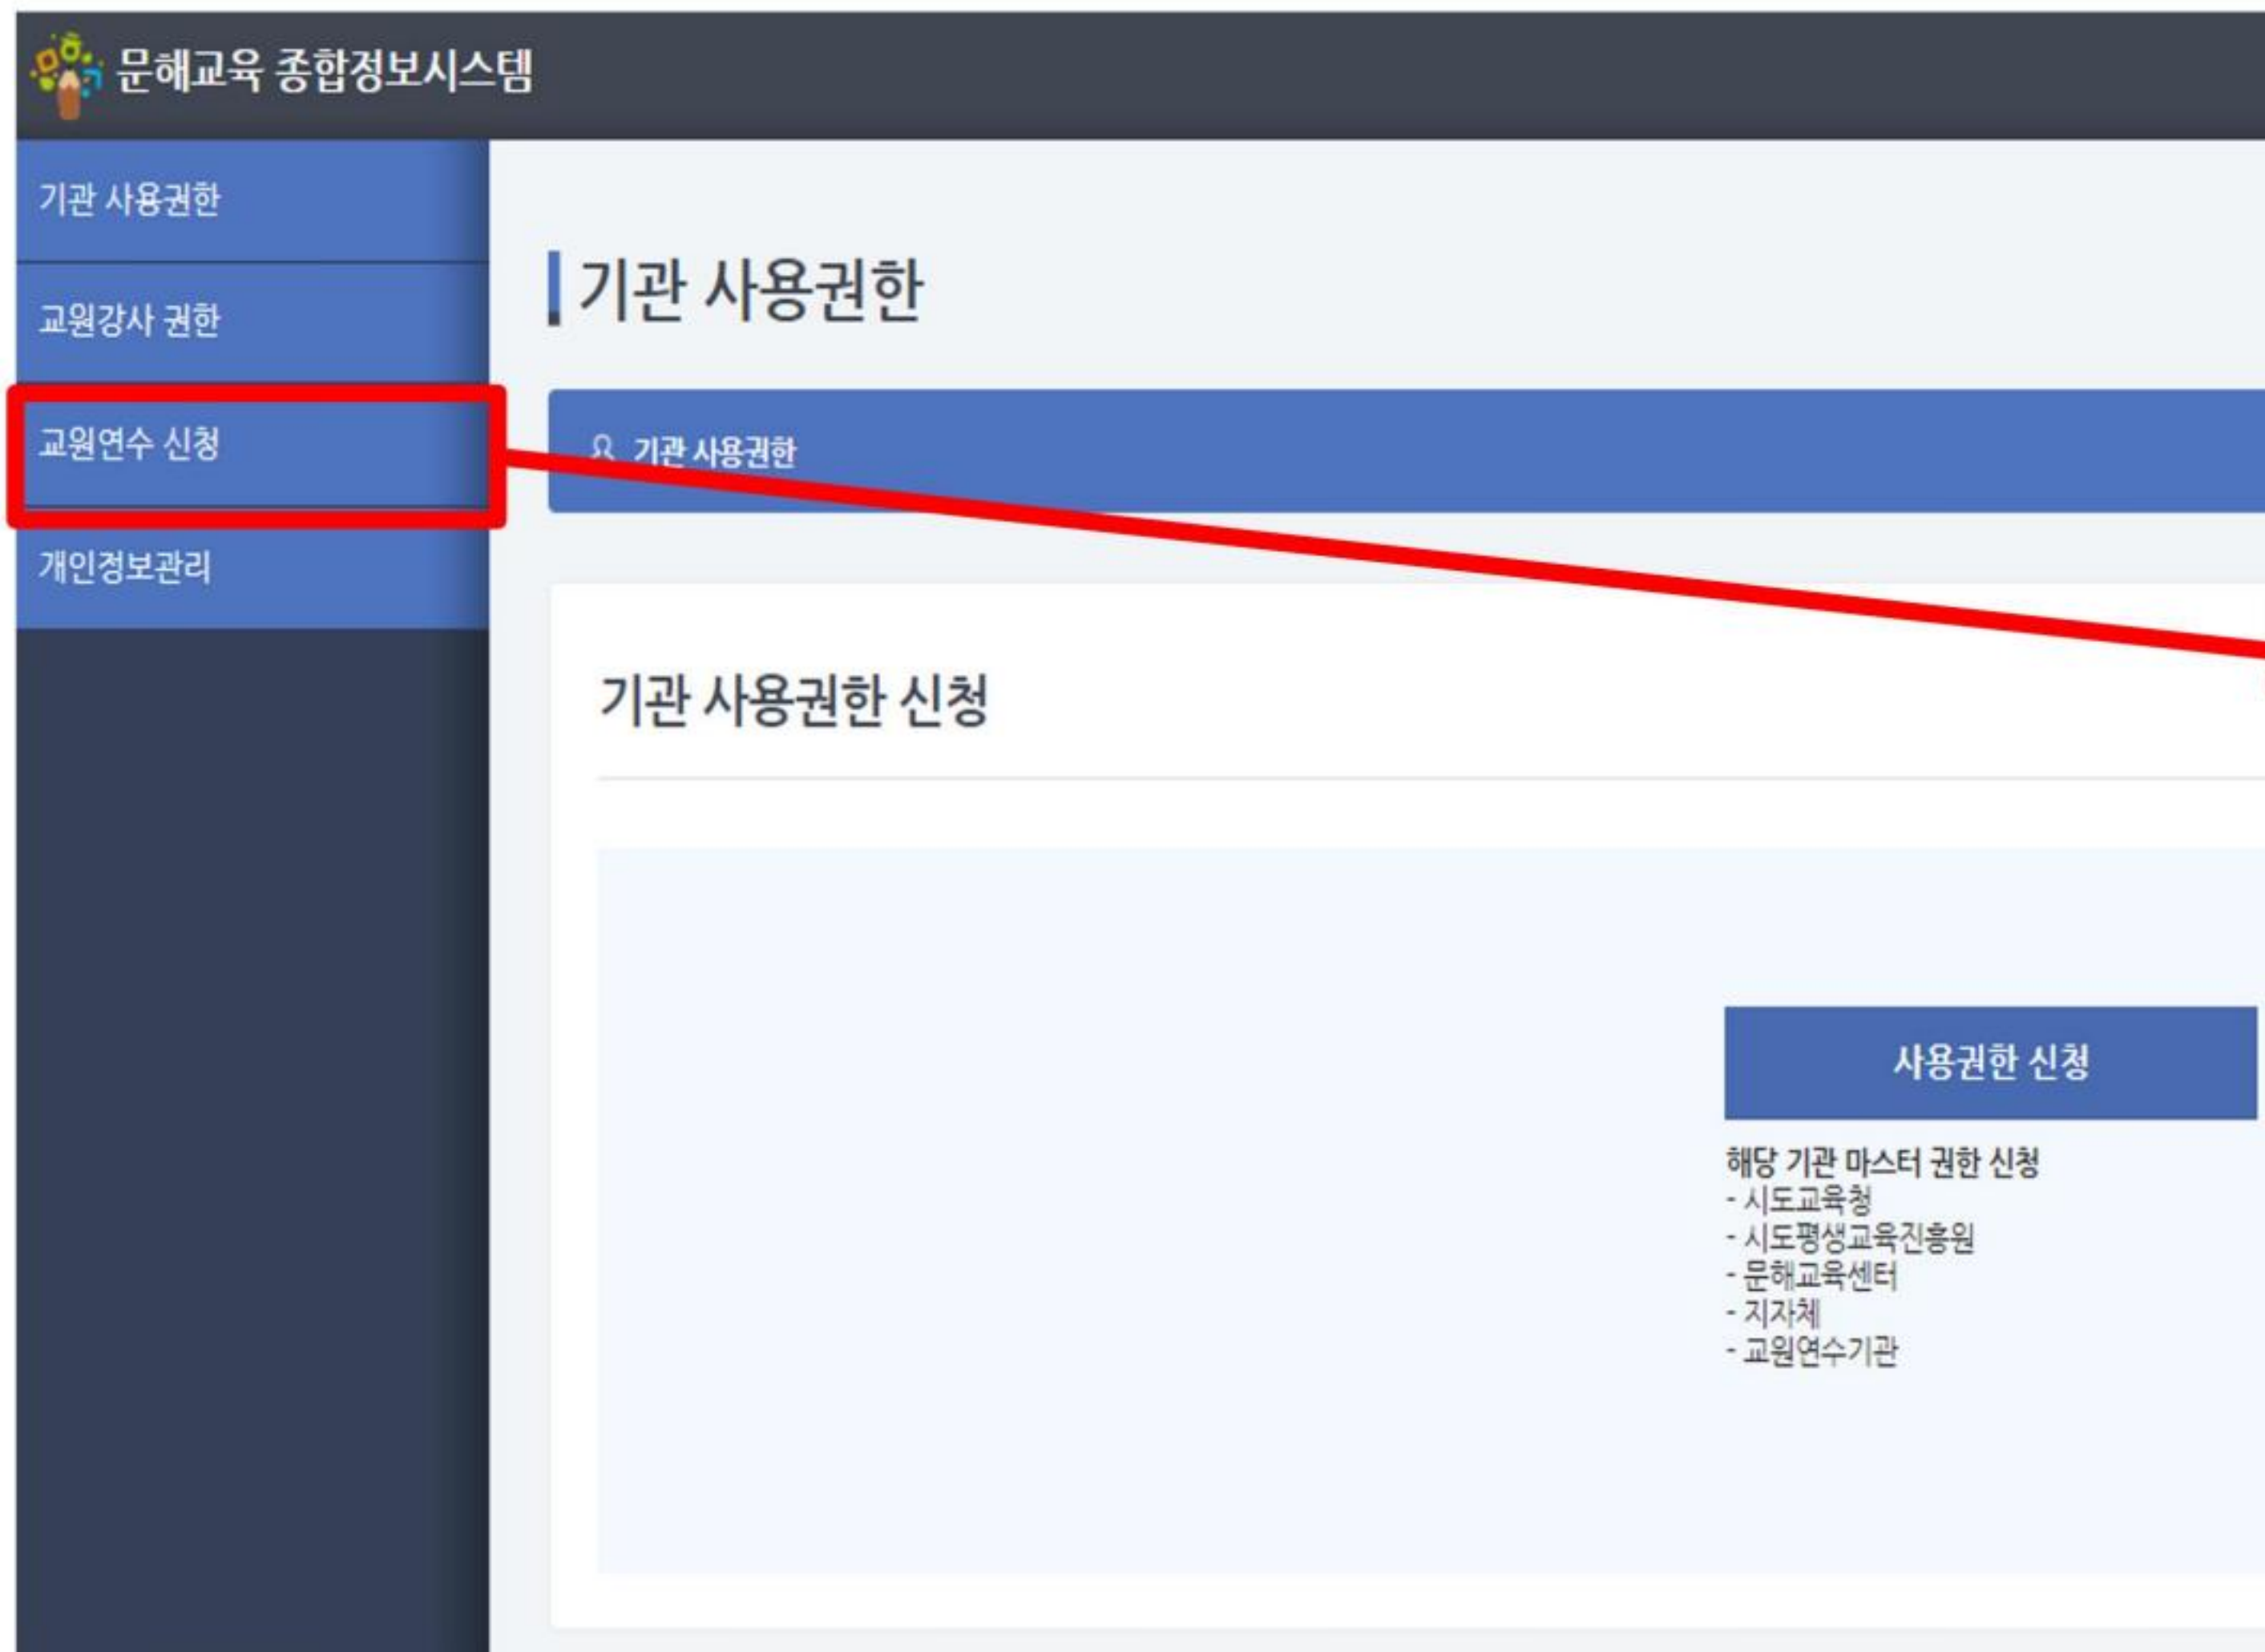 문해교육 종합정보시스템
기관 사용권한
교원강사 권한
교원연수 신청
개인정보관리
기관 사용권한
기관 사용권한
기관 사용권한 신청
사용권한 신청
해당 기관 마스터 권한 신청
- 시도교육청
- 시도평생교육진흥원
- 문해교육센터
- 지자체
- 교원연수기관